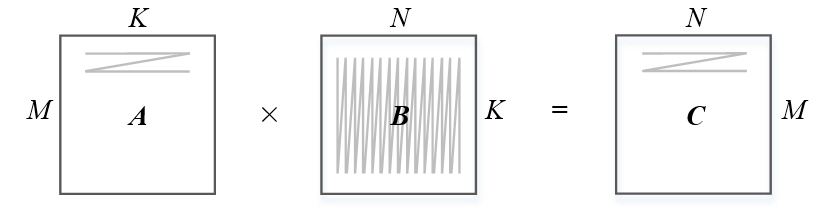 K N N
M A × B K = C M